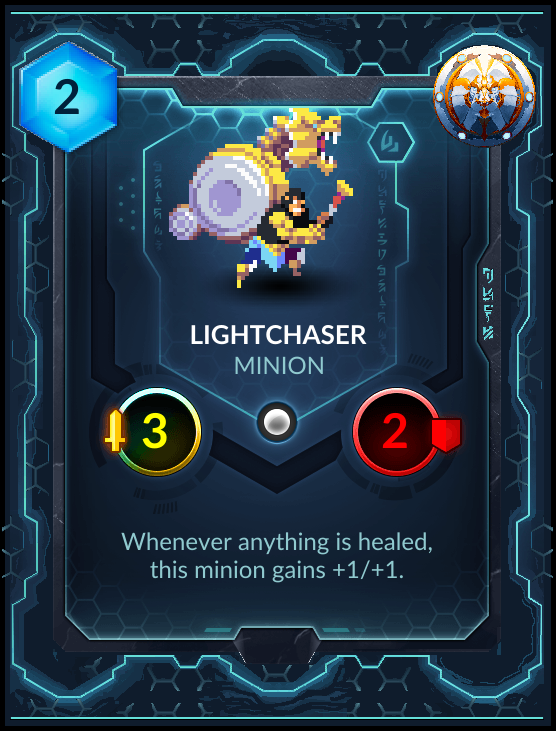 2
LIGHTCHASER
MINION
3
2
Whenever anything is healed,
this minion gains +1/+1.